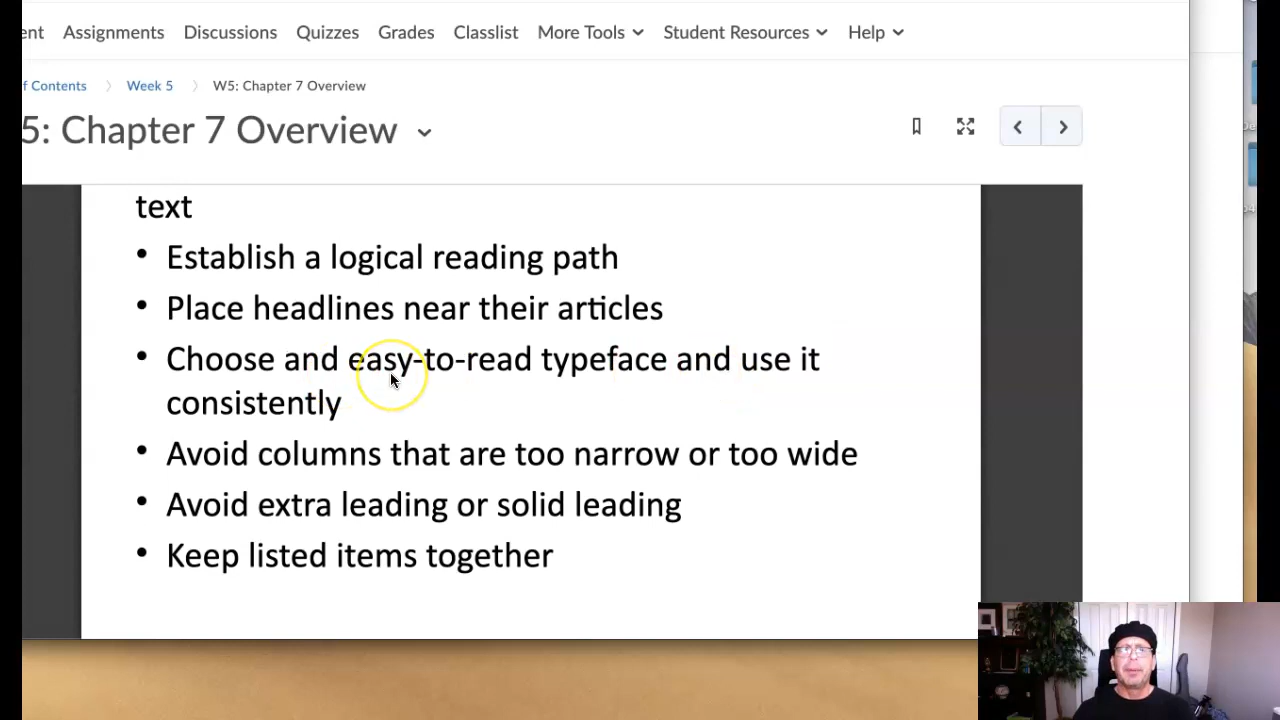 ent Assignments Discussions Quizzes Grades Classlist More Tools Student Resources Help
f Contents Week 5 W5: Chapter 7 Overview
5: Chapter 7 Overview
text
• Establish a logical reading path
• Place headlines near their articles
• Choose and easy-to-read typeface and use it
consistently
• Avoid columns that are too narrow or too wide
• Avoid extra leading or solid leading
• Keep listed items together